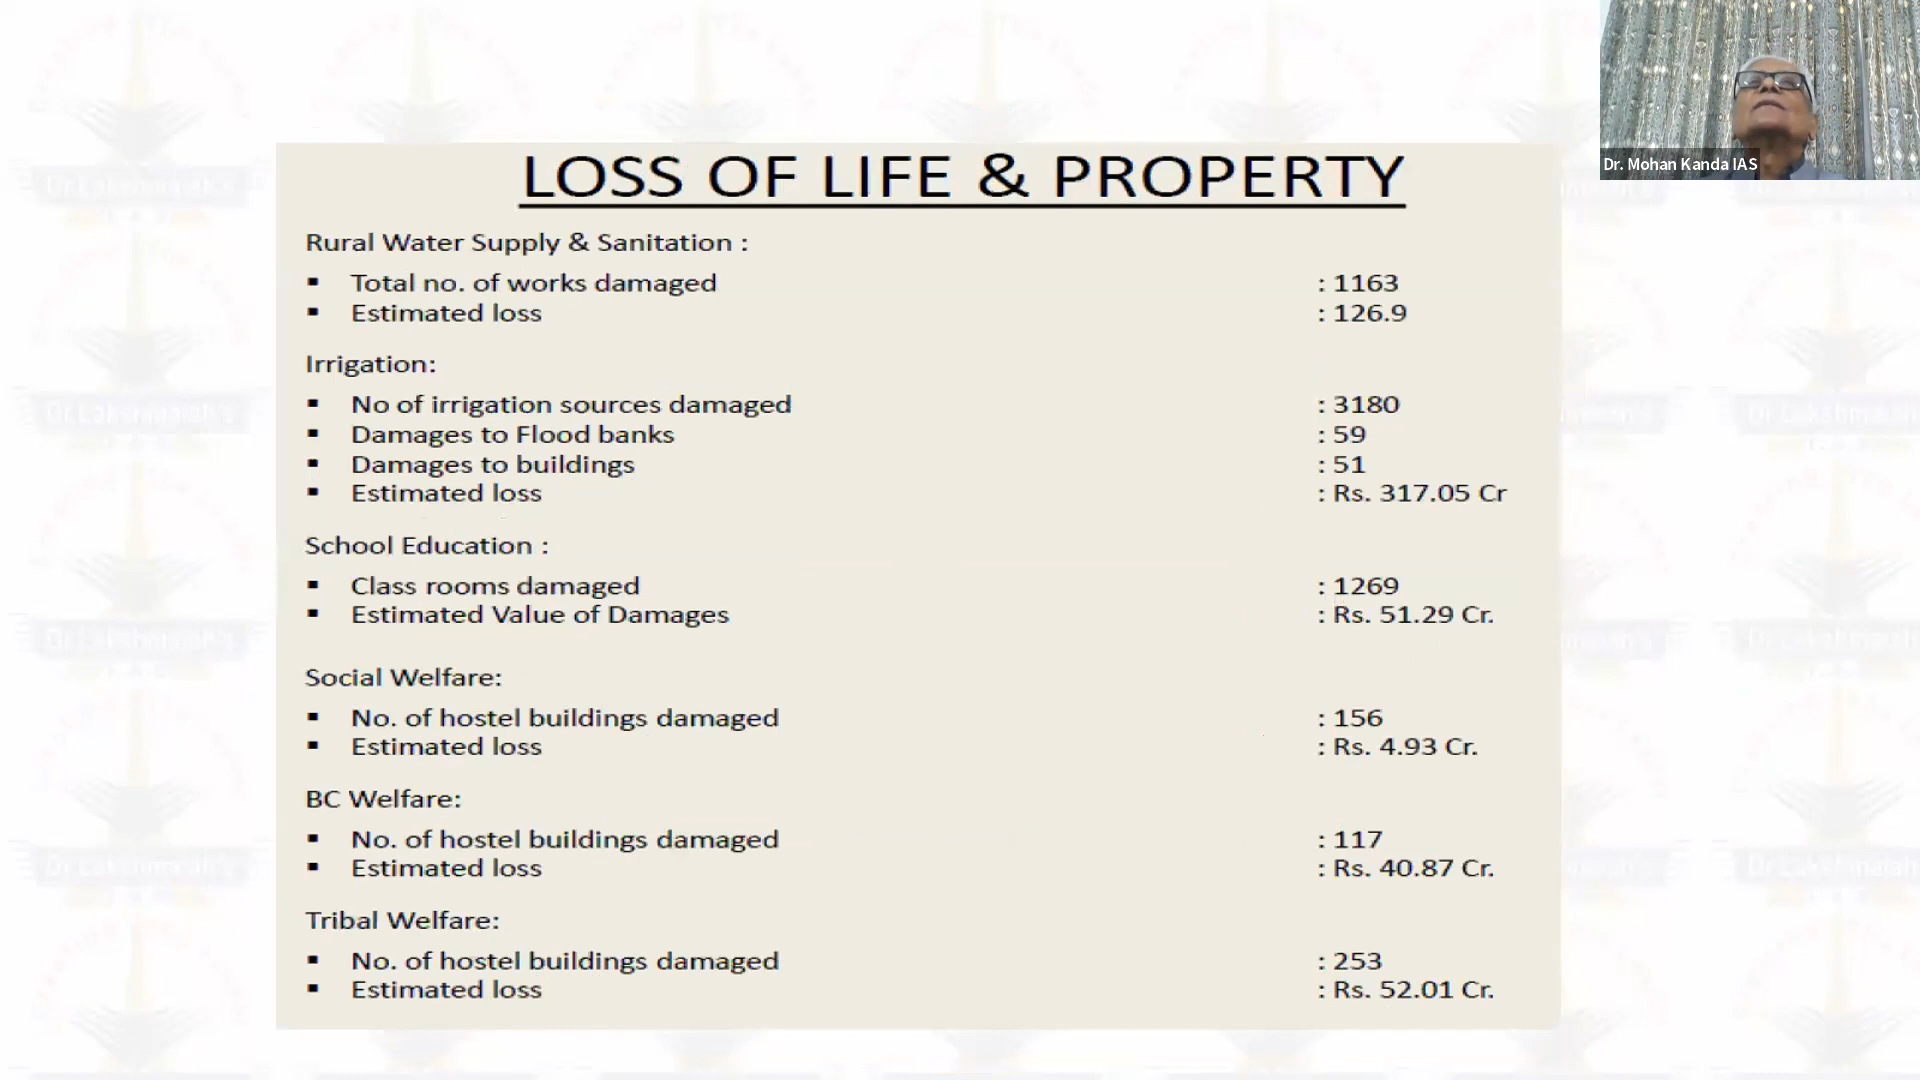 Dr. Mohan Kanda IAS
LOSS OF LIFE & PROPERTY
Rural Water Supply & Sanitation :
▪ Total no. of works damaged : 1163
▪ Estimated loss : 126.9
Irrigation:
▪ No of irrigation sources damaged : 3180
▪ Damages to Flood banks : 59
▪ Damages to buildings : 51
▪ Estimated loss : Rs. 317.05 Cr
School Education :
▪ Class rooms damaged : 1269
▪ Estimated Value of Damages : Rs. 51.29 Cr.
Social Welfare:
▪ No. of hostel buildings damaged : 156
▪ Estimated loss : Rs. 4.93 Cr.
BC Welfare:
▪ No. of hostel buildings damaged : 117
▪ Estimated loss : Rs. 40.87 Cr.
Tribal Welfare:
▪ No. of hostel buildings damaged : 253
▪ Estimated loss : Rs. 52.01 Cr.